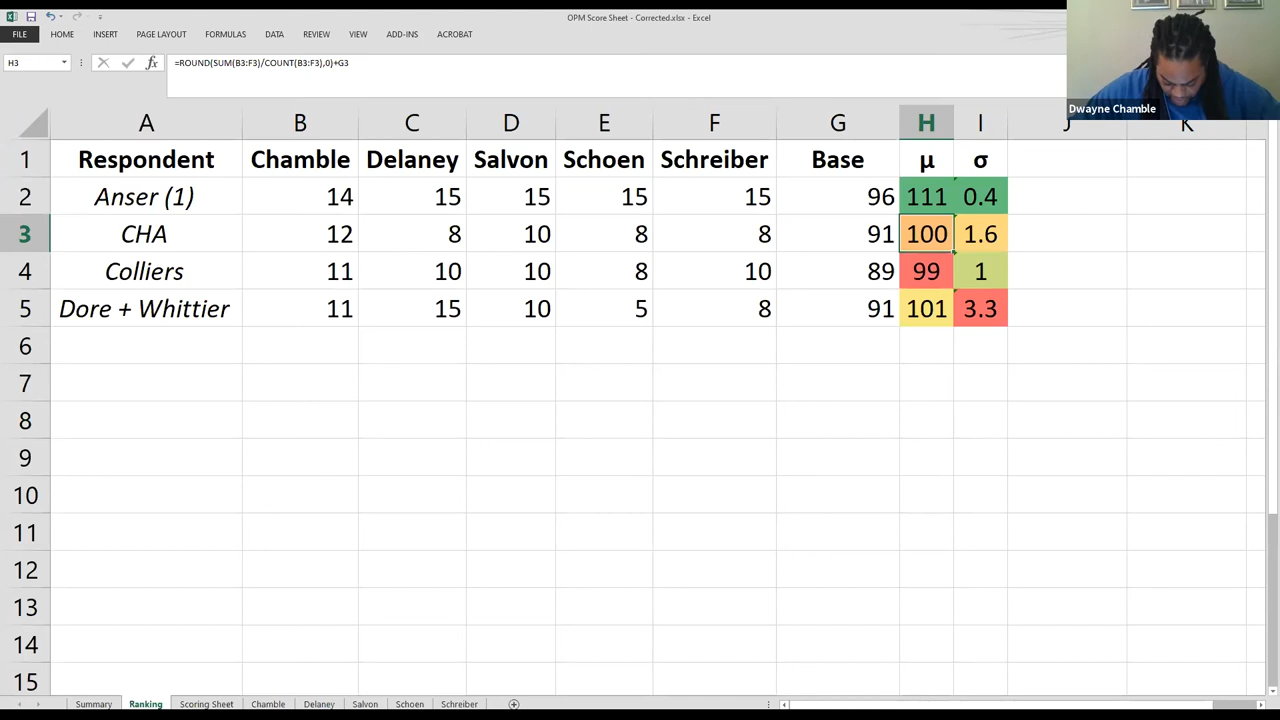 OPM Score Sheet - Corrected.xlsx - Excel
FILE HOME INSERT PAGE LAYOUT FORMULAS DATA REVIEW VIEW ADD-INS ACROBAT
H3 fx =ROUND(SUM(B3:F3)/COUNT(B3:F3),0)+G3
Dwayne Chamble
A B C D E F G H I J K
1 Respondent Chamble Delaney Salvon Schoen Schreiber Base μ σ
2 Anser (1) 14 15 15 15 15 96 111 0.4
3 CHA 12 8 10 8 8 91 100 1.6
4 Colliers 11 10 10 8 10 89 99 1
5 Dore + Whittier 11 15 10 5 8 91 101 3.3
6
7
8
9
10
11
12
13
14
15
Summary Ranking Scoring Sheet Chamble Delaney Salvon Schoen Schreiber